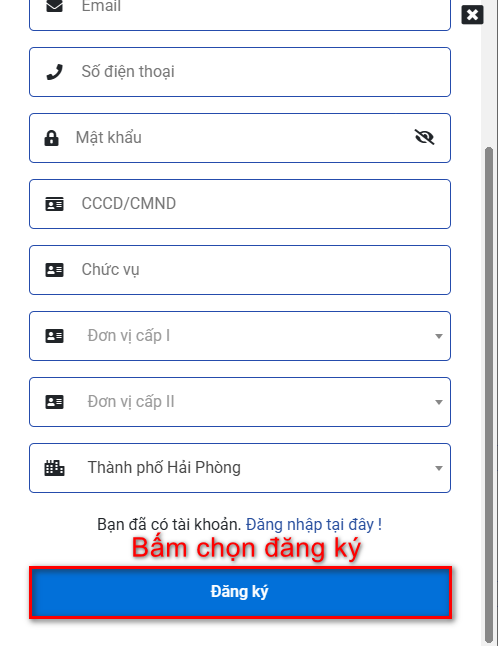 Email
Số điện thoại
Mật khẩu
CCCD/CMND
Chức vụ
Đơn vị cấp I
Đơn vị cấp II
Thành phố Hải Phòng
Bạn đã có tài khoản. Đăng nhập tại đây !
Bấm chọn đăng ký
Đăng ký